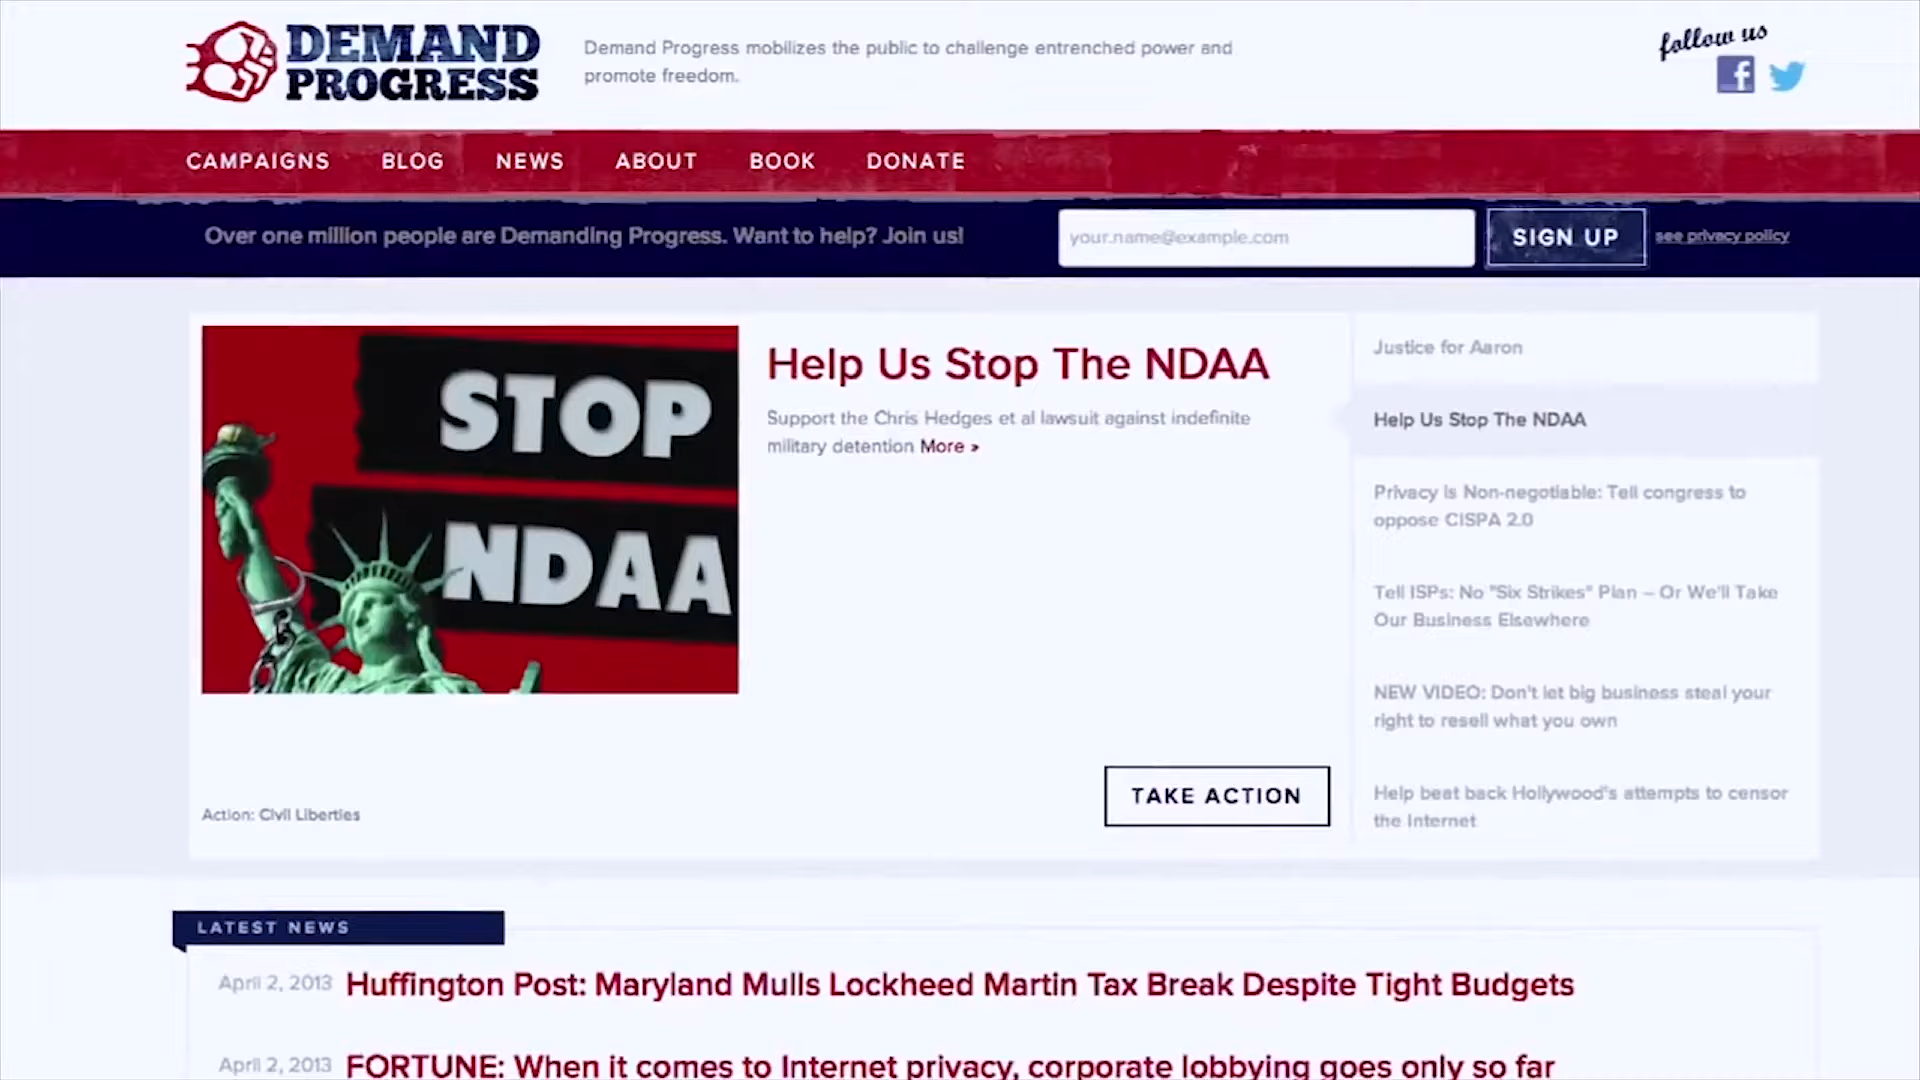 DEMAND
PROGRESS
Demand Progress mobilizes the public to challenge entrenched power and
promote freedom.
follow us
CAMPAIGNS BLOG NEWS ABOUT BOOK DONATE
Over one million people are Demanding Progress. Want to help? Join us!
your.name@example.com
SIGN UP
see privacy policy
STOP
NDAA
Help Us Stop The NDAA
Support the Chris Hedges et al lawsuit against indefinite
military detention More »
TAKE ACTION
Action: Civil Liberties
Justice for Aaron
Help Us Stop The NDAA
Privacy is Non-negotiable: Tell congress to
oppose CISPA 2.0
Tell ISPs: No "Six Strikes" Plan – Or We'll Take
Our Business Elsewhere
NEW VIDEO: Don't let big business steal your
right to resell what you own
Help beat back Hollywood's attempts to censor
the Internet
LATEST NEWS
April 2, 2013 Huffington Post: Maryland Mulls Lockheed Martin Tax Break Despite Tight Budgets
April 2, 2013 FORTUNE: When it comes to Internet privacy, corporate lobbying goes only so far